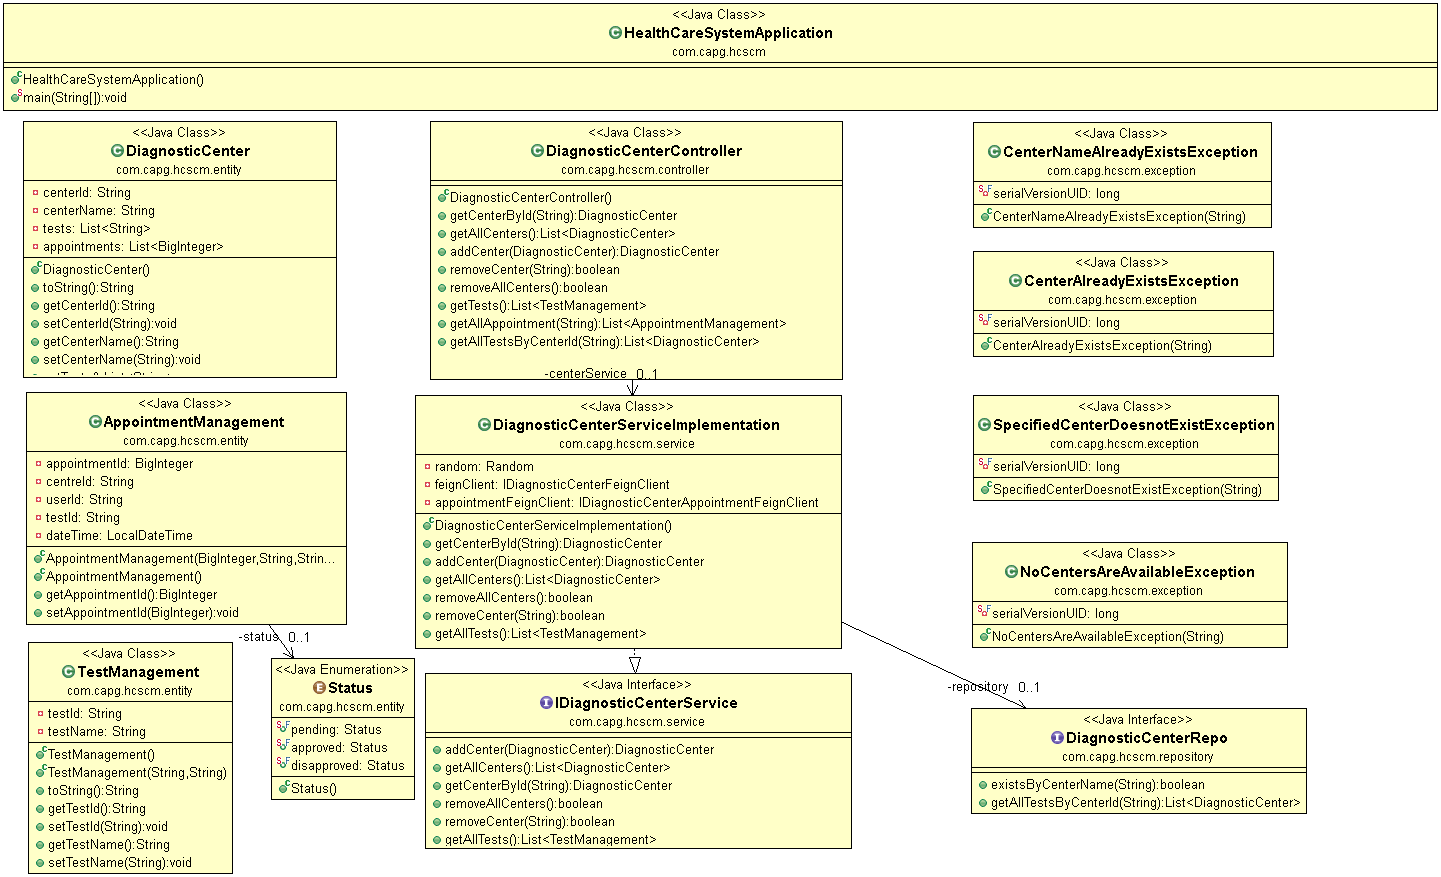 <<Java Class>>
HealthCareSystemApplication
com.capg.hcscm
HealthCareSystemApplication()
main(String[]):void
<<Java Class>>
DiagnosticCenter
com.capg.hcscm.entity
centerId: String
centerName: String
tests: List<String>
appointments: List<BigInteger>
DiagnosticCenter()
toString():String
getCenterId():String
setCenterId(String):void
getCenterName():String
setCenterName(String):void
<<Java Class>>
DiagnosticCenterController
com.capg.hcscm.controller
DiagnosticCenterController()
getCenterById(String):DiagnosticCenter
getAllCenters():List<DiagnosticCenter>
addCenter(DiagnosticCenter):DiagnosticCenter
removeCenter(String):boolean
removeAllCenters():boolean
getTests():List<TestManagement>
getAllAppointment(String):List<AppointmentManagement>
getAllTestsByCenterId(String):List<DiagnosticCenter>
-centerService 0..1
<<Java Class>>
CenterNameAlreadyExistsException
com.capg.hcscm.exception
serialVersionUID: long
CenterNameAlreadyExistsException(String)
<<Java Class>>
CenterAlreadyExistsException
com.capg.hcscm.exception
serialVersionUID: long
CenterAlreadyExistsException(String)
<<Java Class>>
AppointmentManagement
com.capg.hcscm.entity
appointmentId: BigInteger
centreId: String
userId: String
testId: String
dateTime: LocalDateTime
AppointmentManagement(BigInteger,String,Strin...
AppointmentManagement()
getAppointmentId():BigInteger
setAppointmentId(BigInteger):void
-status 0..1
<<Java Class>>
DiagnosticCenterServiceImplementation
com.capg.hcscm.service
random: Random
feignClient: IDiagnosticCenterFeignClient
appointmentFeignClient: IDiagnosticCenterAppointmentFeignClient
DiagnosticCenterServiceImplementation()
getCenterById(String):DiagnosticCenter
addCenter(DiagnosticCenter):DiagnosticCenter
getAllCenters():List<DiagnosticCenter>
removeAllCenters():boolean
removeCenter(String):boolean
getAllTests():List<TestManagement>
<<Java Class>>
SpecifiedCenterDoesnotExistException
com.capg.hcscm.exception
serialVersionUID: long
SpecifiedCenterDoesnotExistException(String)
<<Java Class>>
NoCentersAreAvailableException
com.capg.hcscm.exception
serialVersionUID: long
NoCentersAreAvailableException(String)
<<Java Class>>
TestManagement
com.capg.hcscm.entity
testId: String
testName: String
TestManagement()
TestManagement(String,String)
toString():String
getTestId():String
setTestId(String):void
getTestName():String
setTestName(String):void
<<Java Enumeration>>
Status
com.capg.hcscm.entity
pending: Status
approved: Status
disapproved: Status
Status()
<<Java Interface>>
IDiagnosticCenterService
com.capg.hcscm.service
addCenter(DiagnosticCenter):DiagnosticCenter
getAllCenters():List<DiagnosticCenter>
getCenterById(String):DiagnosticCenter
removeAllCenters():boolean
removeCenter(String):boolean
getAllTests():List<TestManagement>
-repository 0..1
<<Java Interface>>
DiagnosticCenterRepo
com.capg.hcscm.repository
existsByCenterName(String):boolean
getAllTestsByCenterId(String):List<DiagnosticCenter>